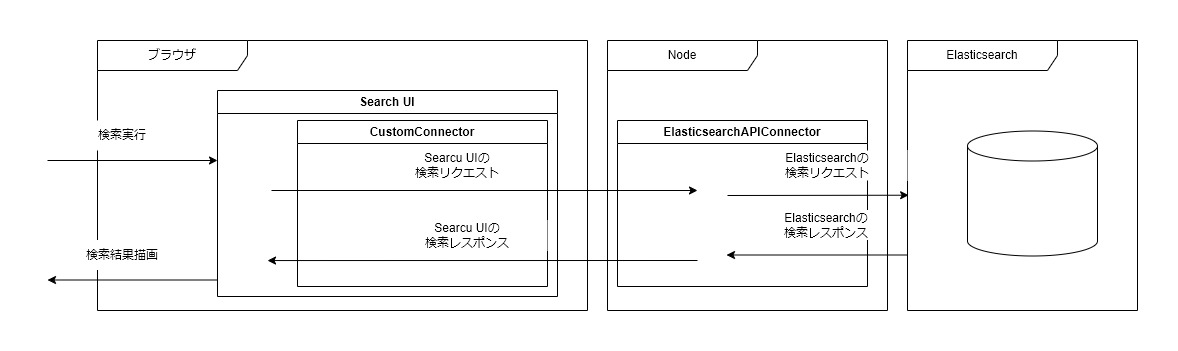 ブラウザ
Node
Elasticsearch
Search UI
検索実行
CustomConnector
ElasticsearchAPIConnector
Searcu UIの
検索リクエスト
Elasticsearchの
検索リクエスト
Searcu UIの
検索レスポンス
Elasticsearchの
検索レスポンス
検索結果描画